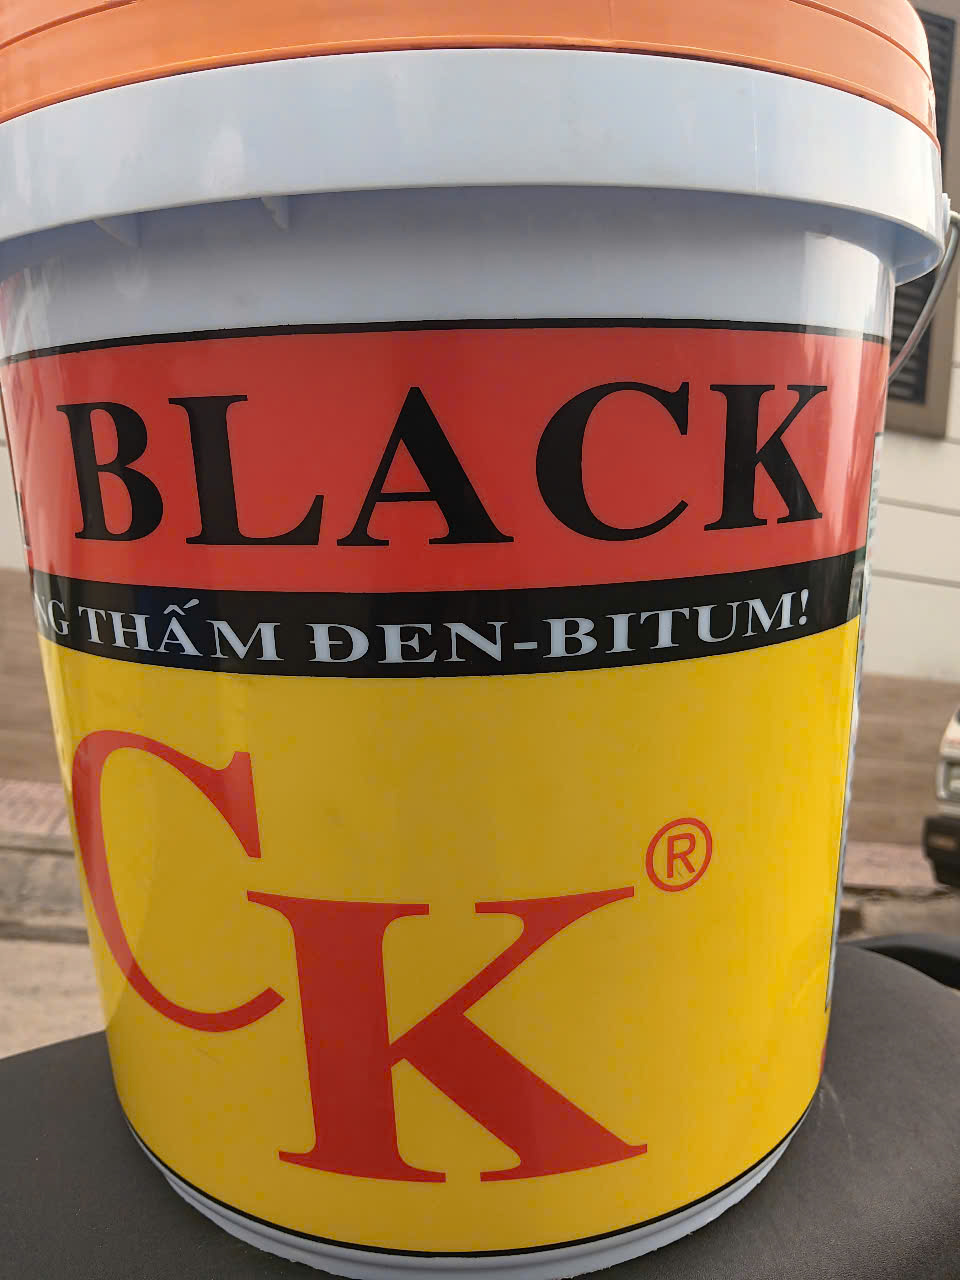 BLACK
NG THẤM ĐEN-BITUM!
CK®